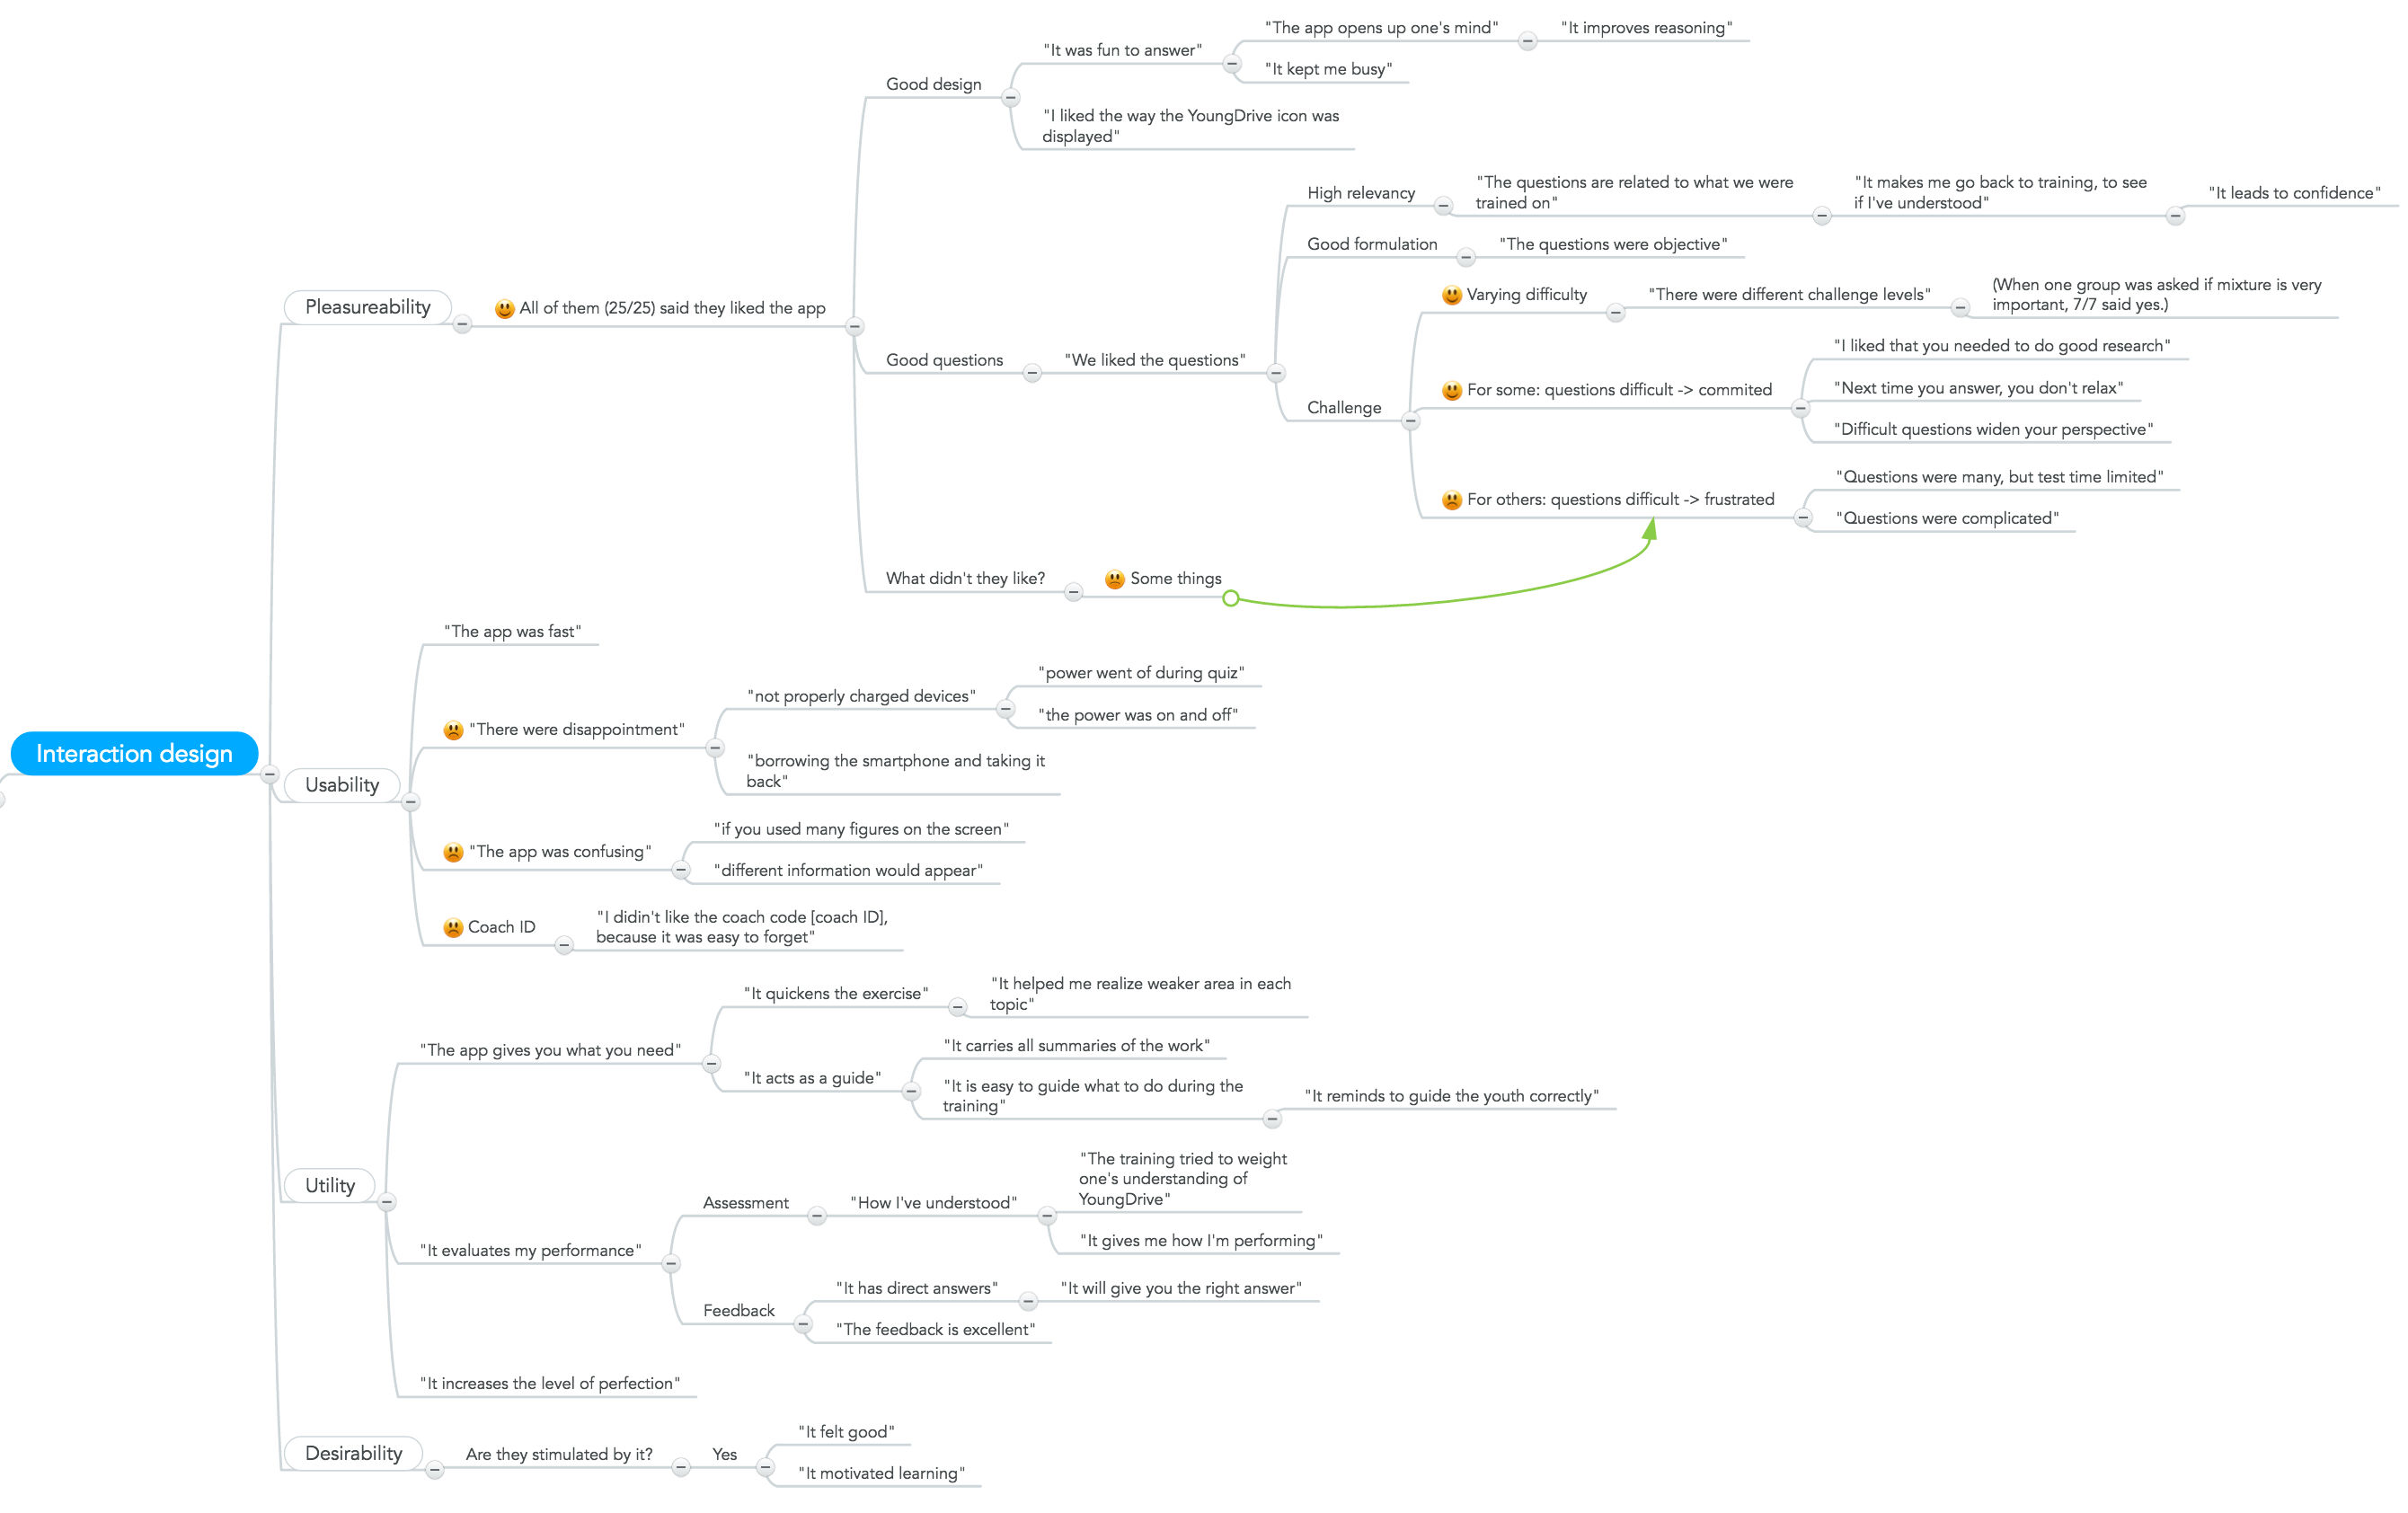 "The app opens up one's mind"
"It improves reasoning"
"It was fun to answer"
"It kept me busy"
Good design
"I liked the way the YoungDrive icon was
displayed"
High relevancy
"The questions are related to what we were
trained on"
"It makes me go back to training, to see
if I've understood"
"It leads to confidence"
Good formulation
"The questions were objective"
Pleasureability
All of them (25/25) said they liked the app
Varying difficulty
"There were different challenge levels"
(When one group was asked if mixture is very
important, 7/7 said yes.)
Good questions
"We liked the questions"
"I liked that you needed to do good research"
For some: questions difficult -> commited
"Next time you answer, you don't relax"
Challenge
"Difficult questions widen your perspective"
"Questions were many, but test time limited"
For others: questions difficult -> frustrated
"Questions were complicated"
What didn't they like?
Some things
"The app was fast"
"power went of during quiz"
"not properly charged devices"
"the power was on and off"
"There were disappointment"
Interaction design
"borrowing the smartphone and taking it
back"
Usability
"if you used many figures on the screen"
"The app was confusing"
"different information would appear"
Coach ID
"I didin't like the coach code [coach ID],
because it was easy to forget"
"It quickens the exercise"
"It helped me realize weaker area in each
topic"
"The app gives you what you need"
"It carries all summaries of the work"
"It acts as a guide"
"It is easy to guide what to do during the
training"
"It reminds to guide the youth correctly"
Utility
"The training tried to weight
one's understanding of
YoungDrive"
Assessment
"How I've understood"
"It gives me how I'm performing"
"It evaluates my performance"
"It has direct answers"
"It will give you the right answer"
Feedback
"The feedback is excellent"
"It increases the level of perfection"
"It felt good"
Desirability
Are they stimulated by it?
Yes
"It motivated learning"